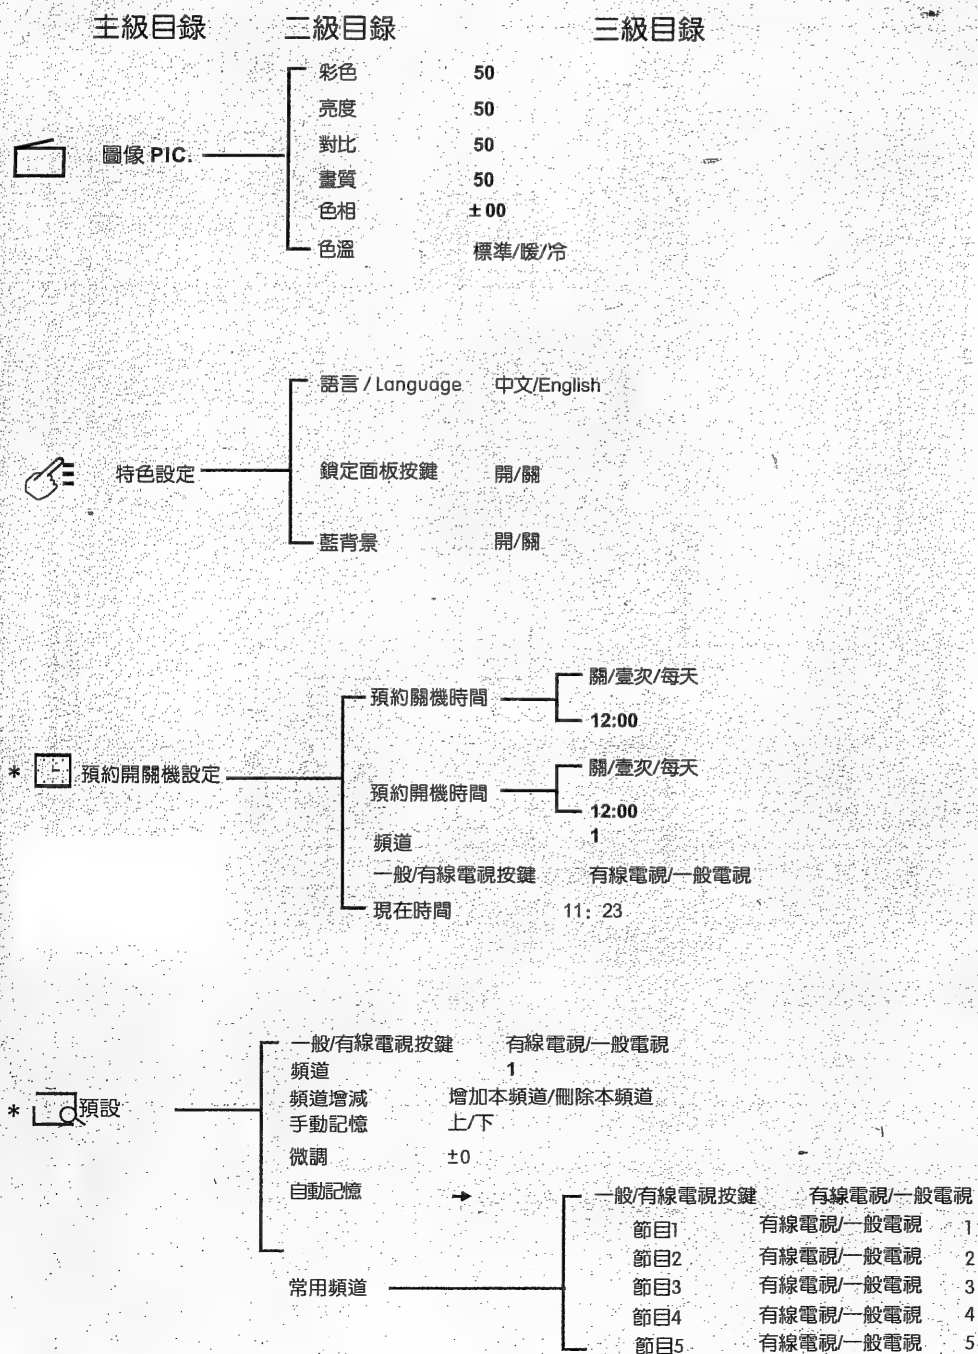 主級目錄 二級目錄 三級目錄
彩色 50
亮度 50
對比 50
圖像 PIC.
畫質 50
色相 ±00
色溫 標準/暖/冷
語言 / Language 中文/English
特色設定 鎖定面板按鍵 開/關
藍背景 開/關
關/壹次/每天
預約關機時間
12:00
* 預約開關機設定
關/壹次/每天
預約開機時間
12:00
頻道 1
一般/有線電視按鍵 有線電視/一般電視
現在時間 11: 23
一般/有線電視按鍵 有線電視/一般電視
頻道 1
* 預設
頻道增減 增加本頻道/刪除本頻道
手動記憶 上/下
微調 ±0
自動記憶 →
一般/有線電視按鍵 有線電視/一般電視
節目1 有線電視/一般電視 1
節目2 有線電視/一般電視 2
常用頻道 節目3 有線電視/一般電視 3
節目4 有線電視/一般電視 4
節目5 有線電視/一般電視 5